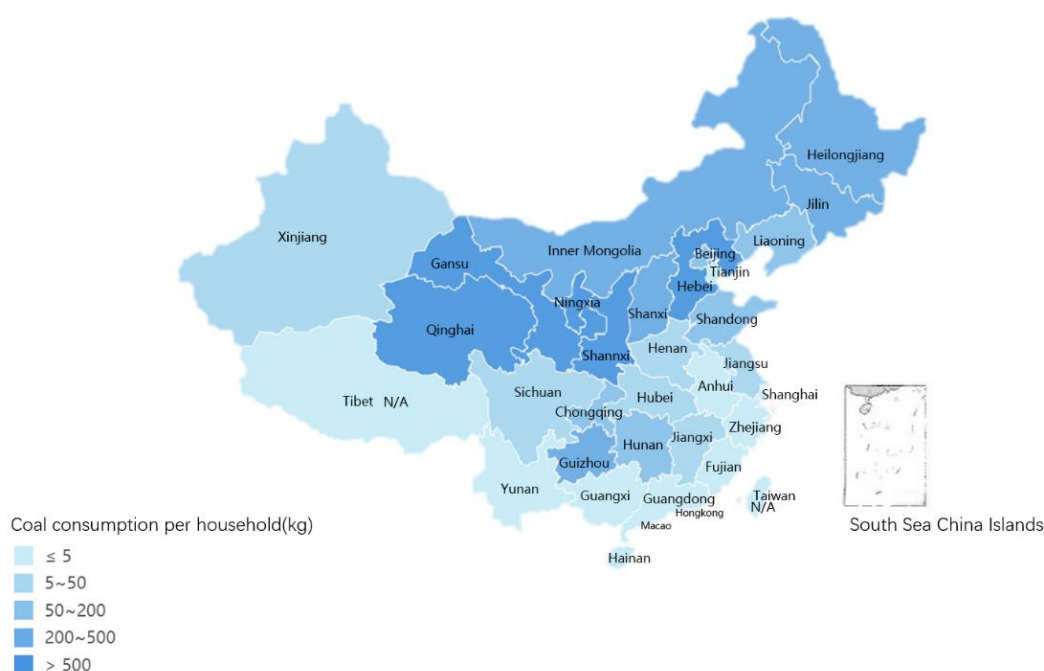 Heilongjiang
Jilin
Xinjiang
Inner Mongolia
Liaoning
Beijing
Gansu
Tianjin
Hebei
Ningxia
Shanxi
Shandong
Qinghai
Shannxi
Henan
Jiangsu
Anhui
Sichuan
Shanghai
Tibet N/A
Hubei
Chongqing
Zhejiang
Hunan
Jiangxi
Guizhou
Fujian
Yunan
Guangxi
Guangdong
Taiwan
N/A
Hongkong
Macao
Hainan
South Sea China Islands
Coal consumption per household(kg)
≤ 5
5~50
50~200
200~500
> 500